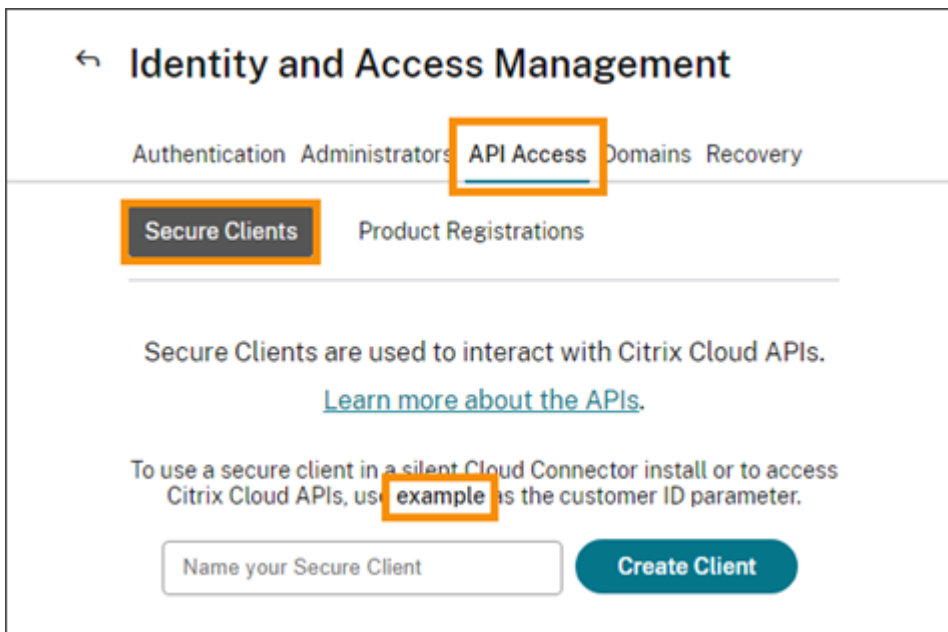 Identity and Access Management
Authentication Administrators API Access Domains Recovery
Secure Clients Product Registrations
Secure Clients are used to interact with Citrix Cloud APIs.
Learn more about the APIs.
To use a secure client in a silent Cloud Connector install or to access
Citrix Cloud APIs, use example as the customer ID parameter.
Name your Secure Client Create Client